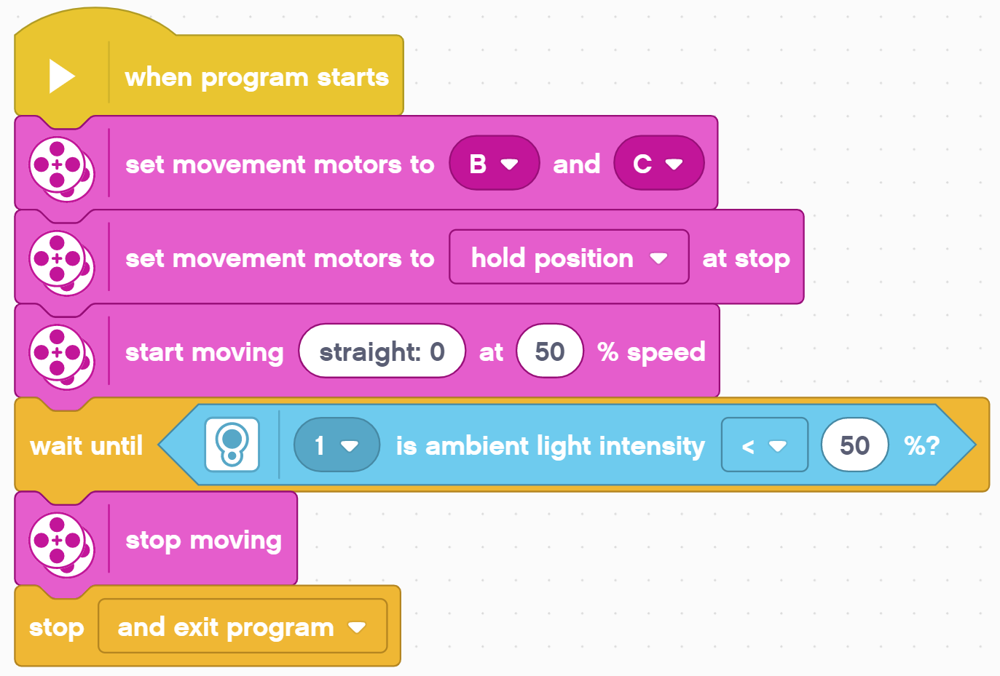 when program starts
set movement motors to B and C
set movement motors to hold position at stop
start moving straight: 0 at 50 % speed
wait until 1 is ambient light intensity < 50 %?
stop moving
stop and exit program